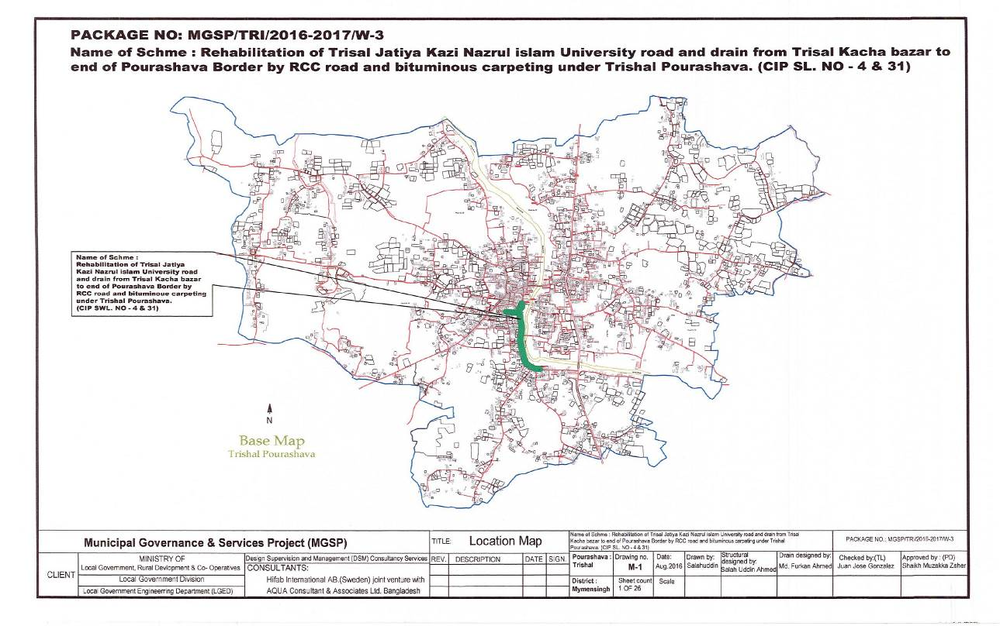 PACKAGE NO: MGSP/TRI/2016-2017/W-3
Name of Schme : Rehabilitation of Trisal Jatiya Kazi Nazrul islam University road and drain from Trisal Kacha bazar to
end of Pourashava Border by RCC road and bituminous carpeting under Trishal Pourashava. (CIP SL. NO - 4 & 31)
Name of Schme :
Rehabilitation of Trisal Jatiya
Kazi Nazrul islam University road
and drain from Trisal Kacha bazar
to end of Pourashava Border by
RCC road and bituminoue carpeting
under Trishal Pourashava.
(CIP SWL. NO - 4 & 31)
N
Base Map
Trishal Pourashava
Municipal Governance & Services Project (MGSP)
CLIENT
MINISTRY OF
Local Government, Rural Devlopment & Co- Operatives
Local Government Division
Local Government Engineering Department (LGED)
Design Supervision and Management (DSM) Consultancy Services
CONSULTANTS:
Hifab International AB.(Sweden) joint venture with
AQUA Consultant & Associates Ltd. Bangladesh
TITLE: Location Map
REV. DESCRIPTION DATE SIGN.
Name of Schme : Rehabilitation of Trisal Jatiya Kazi Nazrul islam University road and drain from Trisal
Kacha bazar to end of Pourashava Border by RCC road and bituminous carpeting under Trishal
Pourashava. (CIP SL. NO - 4 & 31)
Pourashava :
Trishal
Drawing no.
M-1
Date:
Aug.2016
Drawn by:
Salahuddin
Structural
designed by:
Salah Uddin Ahmed
Drain designed by:
Md. Furkan Ahmed
District :
Mymensingh
Sheet count
1 OF 26
Scale
PACKAGE NO.: MGSP/TRI/2016-2017/W-3
Checked by:(TL)
Juan Jose Gonzalez
Approved by : (PD)
Shaikh Muzakka Zaher